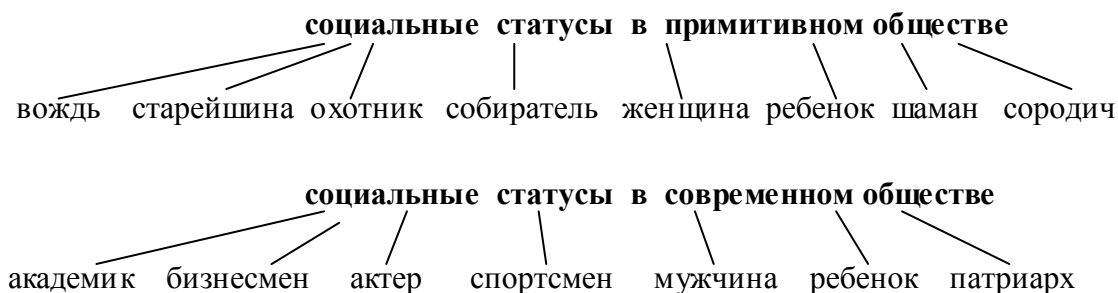 социальные статусы в примитивном обществе
вождь старейшина охотник собиратель женщина ребенок шаман сородич
социальные статусы в современном обществе
академик бизнесмен актер спортсмен мужчина ребенок патриарх